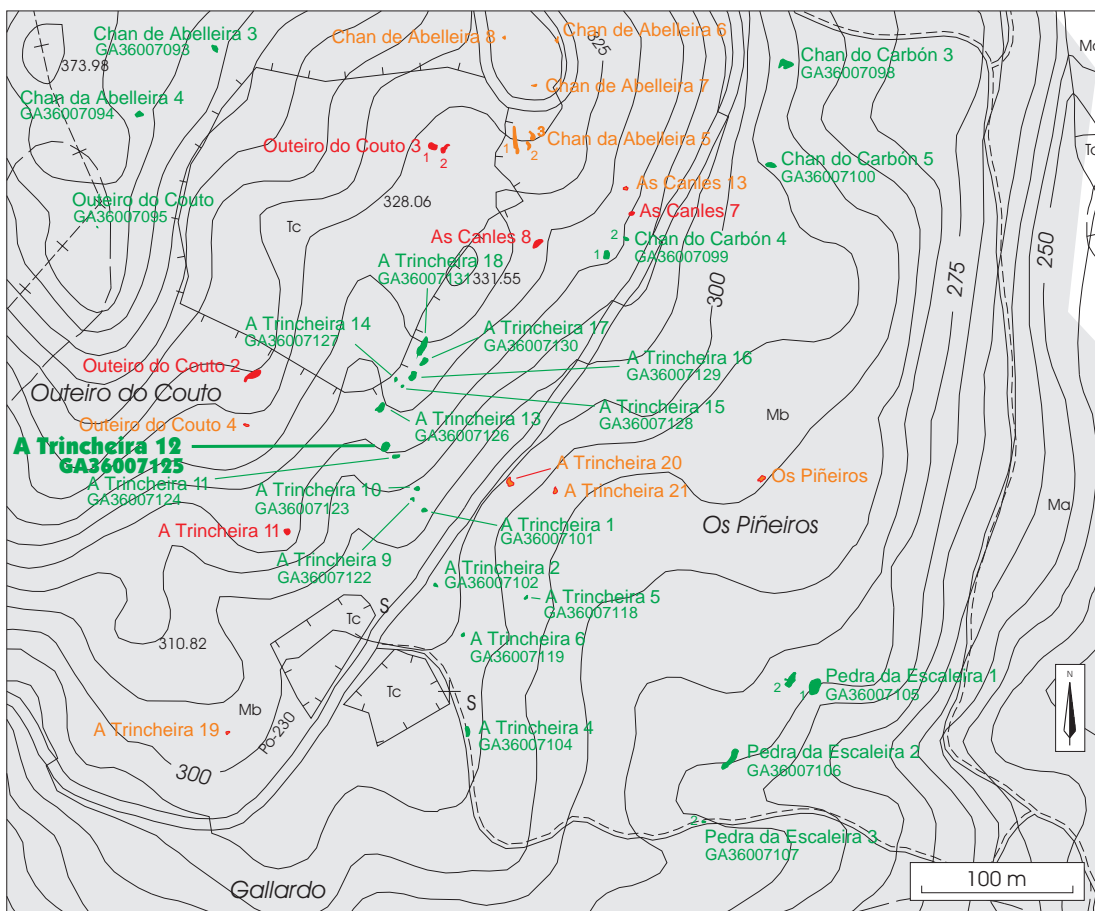 Chan de Abelleira 3
GA36007093
373.98
Chan de Abelleira 8
Chan de Abelleira 6
325
Chan do Carbón 3
GA36007098
Chan da Abelleira 4
GA36007094
Chan de Abelleira 7
Outeiro do Couto 3
1
2
3
Chan da Abelleira 5
1
2
Chan do Carbón 5
GA36007100
Outeiro do Couto
GA36007095
As Canles 13
328.06
As Canles 7
Tc
As Canles 8
2
Chan do Carbón 4
GA36007099
1
A Trincheira 18
GA36007131
331.55
300
275
250
A Trincheira 14
GA36007127
A Trincheira 17
GA36007130
A Trincheira 16
GA36007129
Outeiro do Couto 2
Outeiro do Couto
A Trincheira 15
GA36007128
Mb
Outeiro do Couto 4
A Trincheira 13
GA36007126
A Trincheira 12
GA36007125
A Trincheira 11
GA36007124
A Trincheira 10
GA36007123
A Trincheira 20
A Trincheira 21
Os Piñeiros
Ma
A Trincheira 11
A Trincheira 1
GA36007101
Os Piñeiros
A Trincheira 9
GA36007122
A Trincheira 2
GA36007102
A Trincheira 5
GA36007118
S
Tc
310.82
A Trincheira 6
GA36007119
Tc
S
2
1
Pedra da Escaleira 1
GA36007105
N
Mb
A Trincheira 19
PO-230
A Trincheira 4
GA36007104
300
Pedra da Escaleira 2
GA36007106
2
Pedra da Escaleira 3
GA36007107
Gallardo
100 m